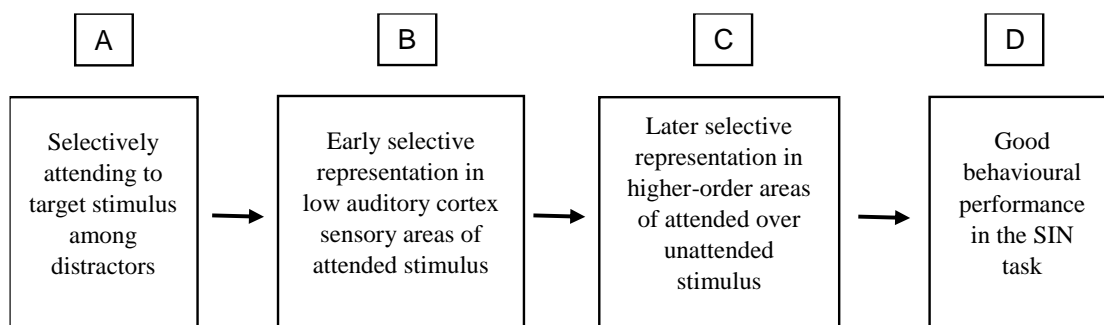 A
B
C
D
Selectively
attending to
target stimulus
among
distractors
Early selective
representation in
low auditory cortex
sensory areas of
attended stimulus
Later selective
representation in
higher-order areas
of attended over
unattended
stimulus
Good
behavioural
performance
in the SIN
task